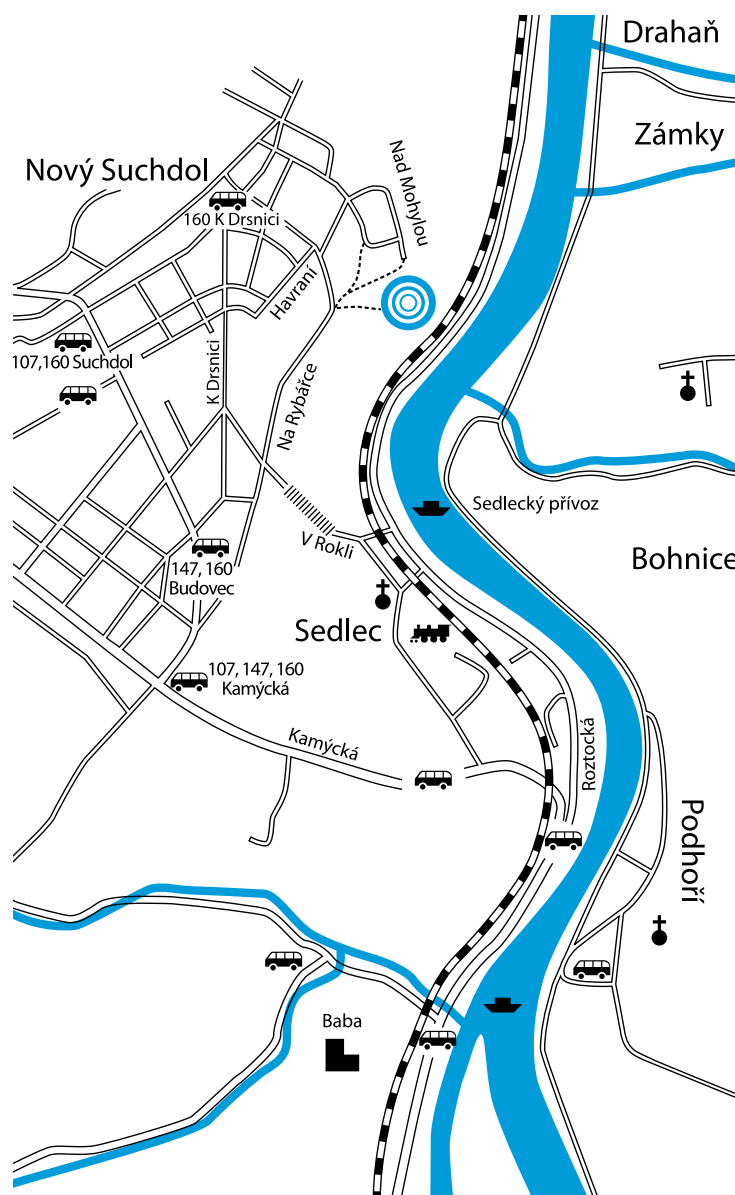 Drahaň
Zámky
Nový Suchdol
Nad Mohylou
160 K Drsnici
Havraní
107,160 Suchdol
K Drsnici
Na Rybářce
Sedlecký přívoz
V Rokli
147, 160
Budovec
Bohnice
Sedlec
107, 147, 160
Kamýcká
Kamýcká
Roztocká
Podhoří
Baba